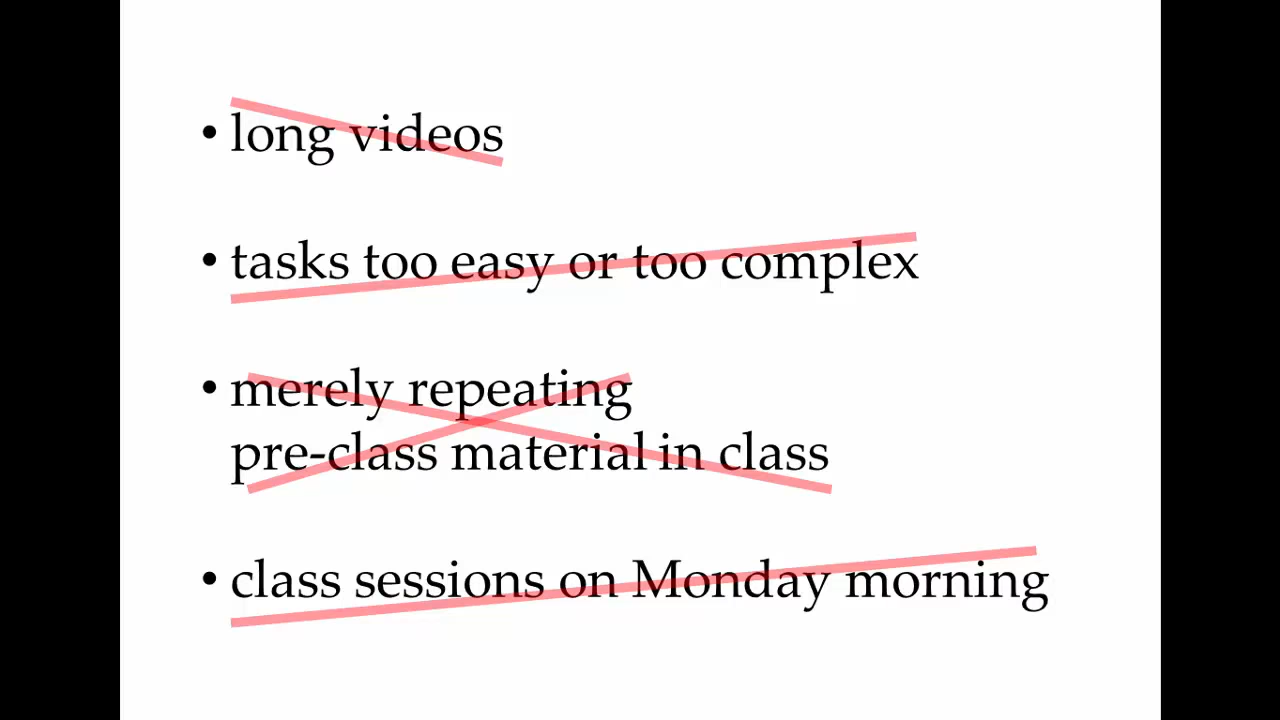 • long videos
• tasks too easy or too complex
• merely repeating
pre-class material in class
• class sessions on Monday morning